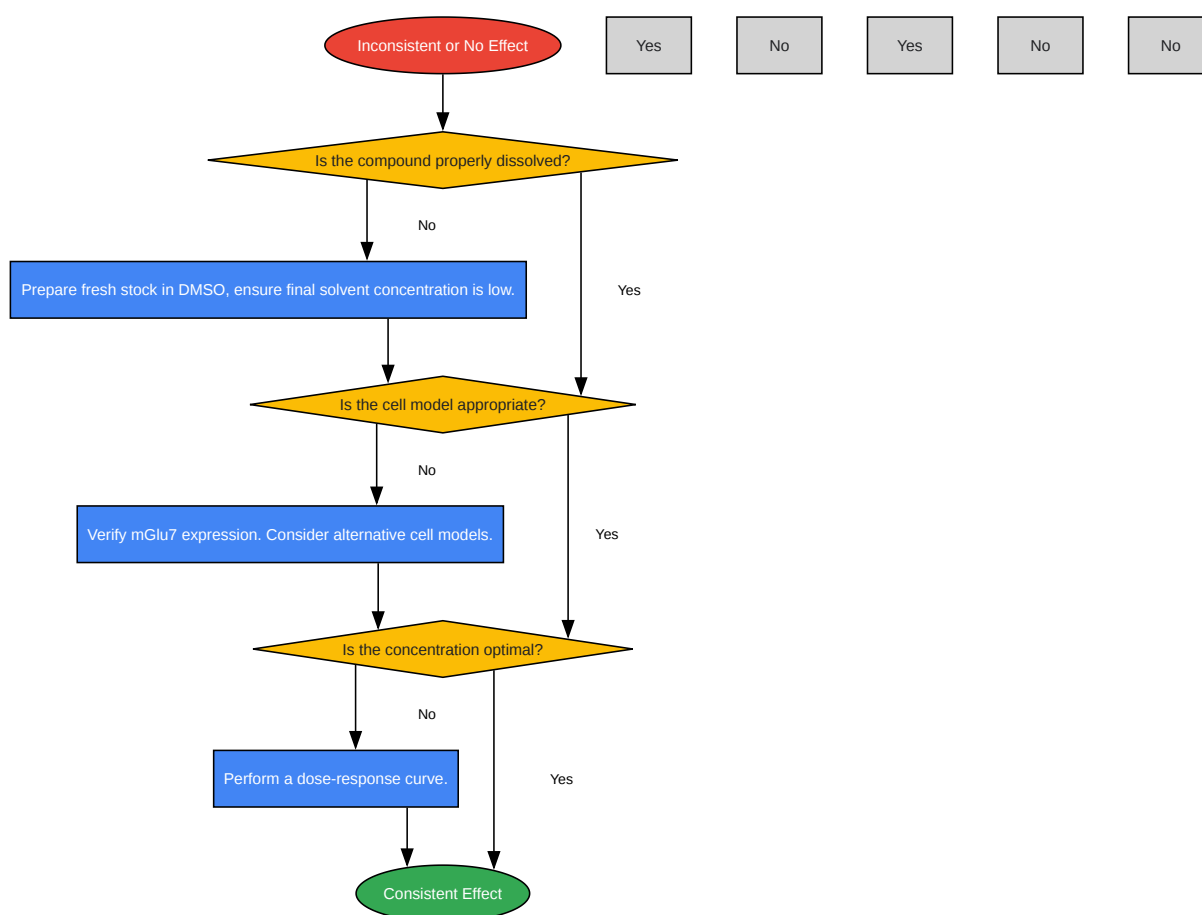 Inconsistent or No Effect
Yes
No
Yes
No
No
Is the compound properly dissolved?
No
Prepare fresh stock in DMSO, ensure final solvent concentration is low.
Yes
Is the cell model appropriate?
No
Verify mGlu7 expression. Consider alternative cell models.
Yes
Is the concentration optimal?
No
Perform a dose-response curve.
Yes
Consistent Effect